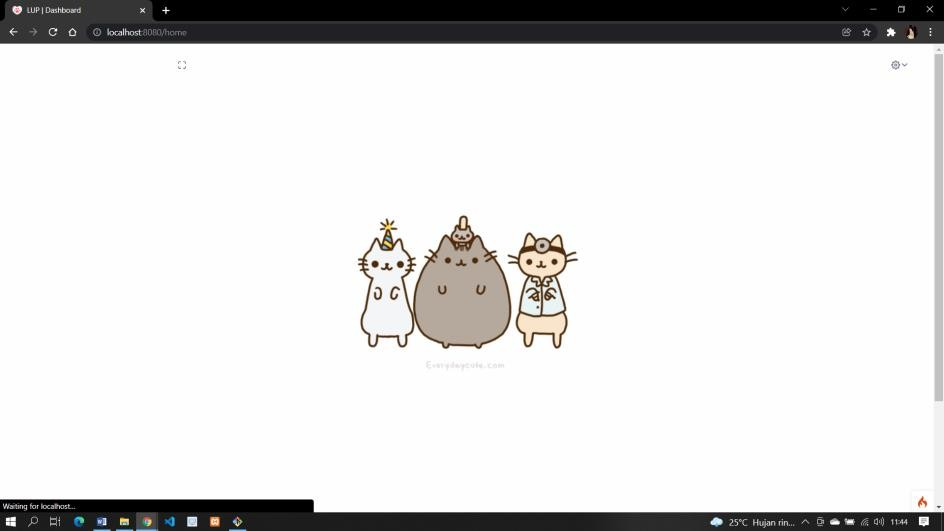 LUP | Dashboard
localhost:8080/home
Everydaycute.com
Waiting for localhost...
25°C Hujan rin... 11:44